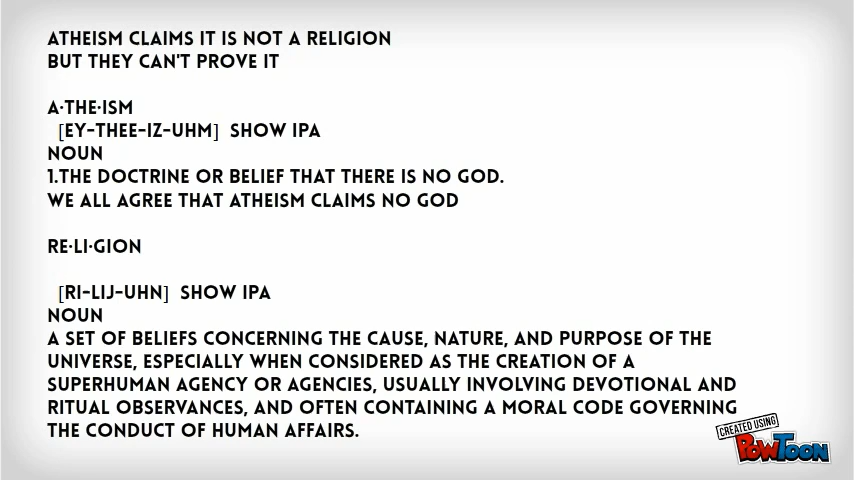 ATHEISM CLAIMS IT IS NOT A RELIGION
BUT THEY CAN'T PROVE IT
A·THE·ISM
[EY-THEE-IZ-UHM] SHOW IPA
NOUN
1.THE DOCTRINE OR BELIEF THAT THERE IS NO GOD.
WE ALL AGREE THAT ATHEISM CLAIMS NO GOD
RE·LI·GION
[RI-LIJ-UHN] SHOW IPA
NOUN
A SET OF BELIEFS CONCERNING THE CAUSE, NATURE, AND PURPOSE OF THE
UNIVERSE, ESPECIALLY WHEN CONSIDERED AS THE CREATION OF A
SUPERHUMAN AGENCY OR AGENCIES, USUALLY INVOLVING DEVOTIONAL AND
RITUAL OBSERVANCES, AND OFTEN CONTAINING A MORAL CODE GOVERNING
THE CONDUCT OF HUMAN AFFAIRS.
CREATED USING
POWTOON